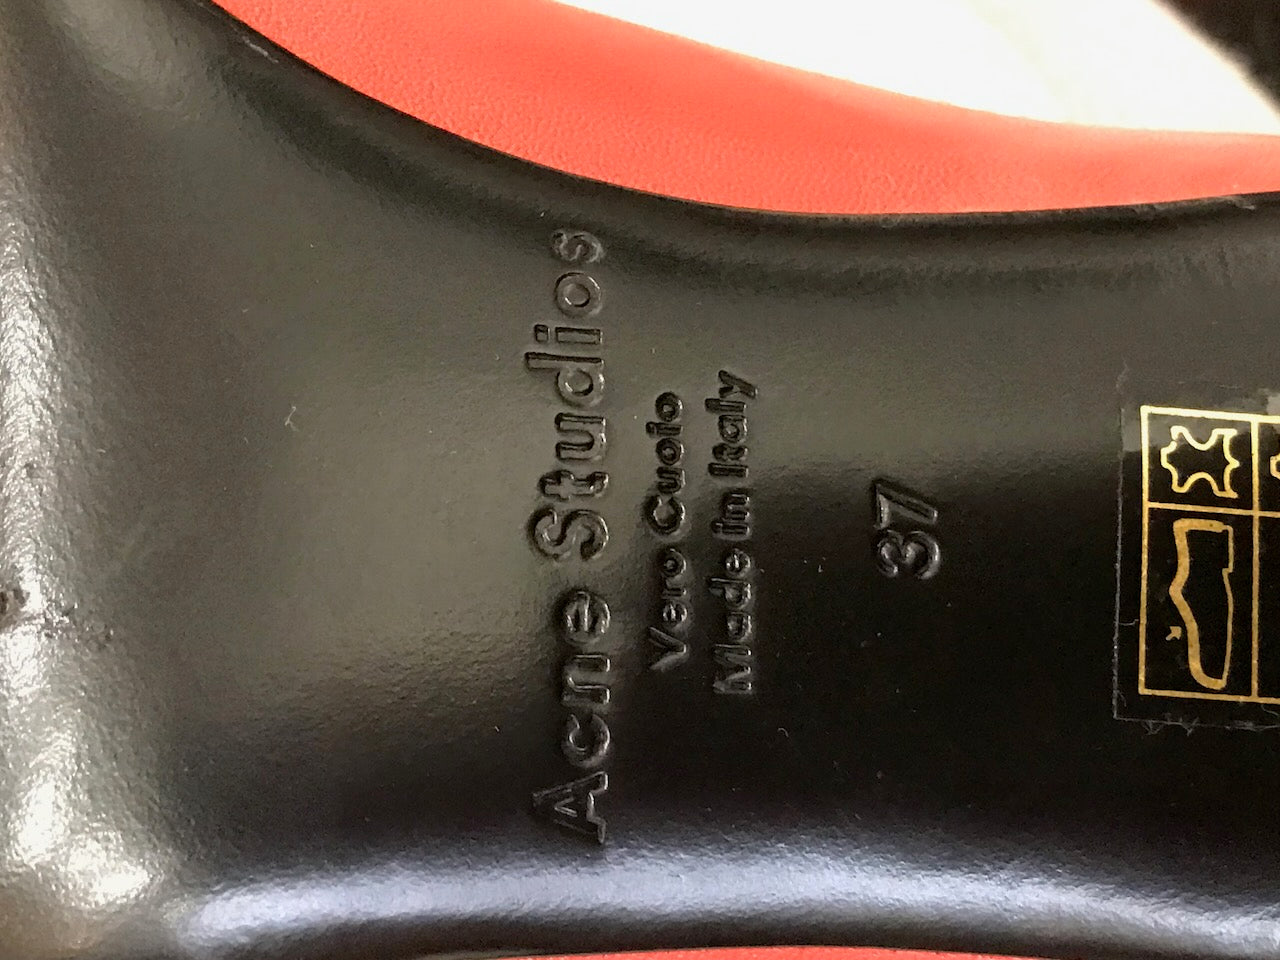 Acne Studios
Vero Cuoio
Made in Italy
37